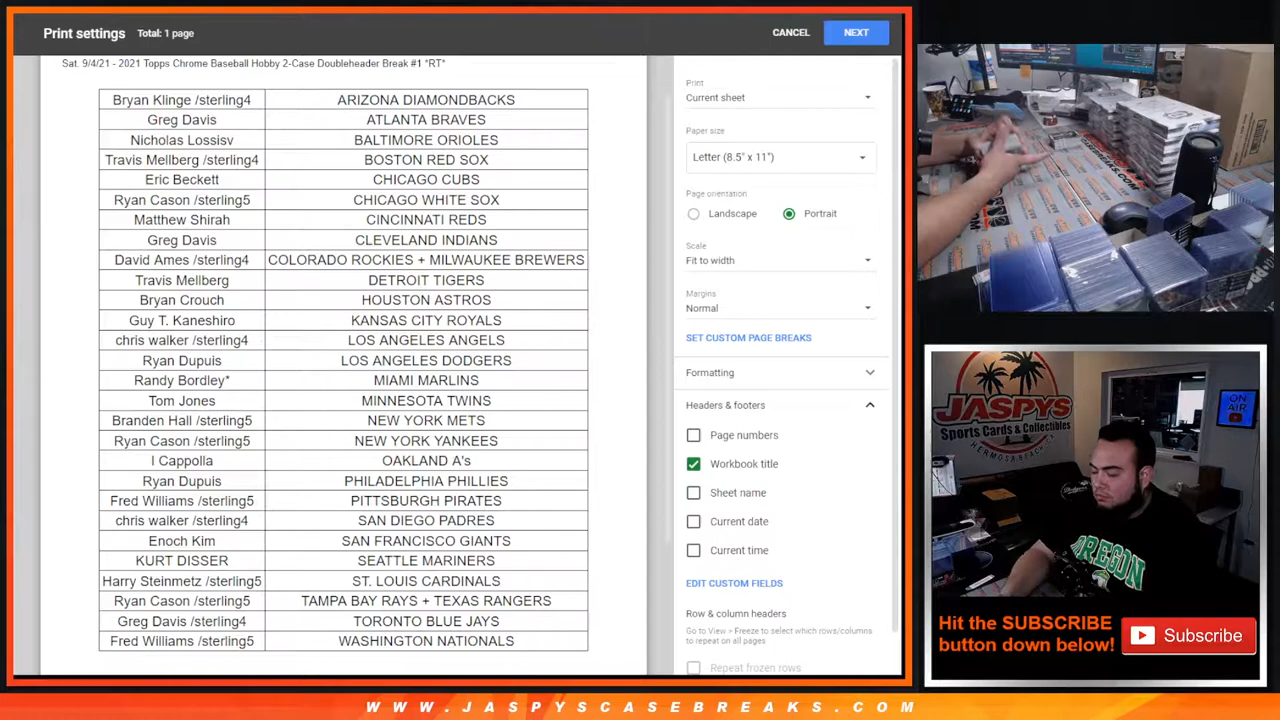 Print settings Total: 1 page CANCEL NEXT
Sat. 9/4/21 - 2021 Topps Chrome Baseball Hobby 2-Case Doubleheader Break #1 *RT*
Bryan Klinge /sterling4 ARIZONA DIAMONDBACKS
Greg Davis ATLANTA BRAVES
Nicholas Lossisv BALTIMORE ORIOLES
Travis Mellberg /sterling4 BOSTON RED SOX
Eric Beckett CHICAGO CUBS
Ryan Cason /sterling5 CHICAGO WHITE SOX
Matthew Shirah CINCINNATI REDS
Greg Davis CLEVELAND INDIANS
David Ames /sterling4 COLORADO ROCKIES + MILWAUKEE BREWERS
Travis Mellberg DETROIT TIGERS
Bryan Crouch HOUSTON ASTROS
Guy T. Kaneshiro KANSAS CITY ROYALS
chris walker /sterling4 LOS ANGELES ANGELS
Ryan Dupuis LOS ANGELES DODGERS
Randy Bordley* MIAMI MARLINS
Tom Jones MINNESOTA TWINS
Branden Hall /sterling5 NEW YORK METS
Ryan Cason /sterling5 NEW YORK YANKEES
I Cappolla OAKLAND A's
Ryan Dupuis PHILADELPHIA PHILLIES
Fred Williams /sterling5 PITTSBURGH PIRATES
chris walker /sterling4 SAN DIEGO PADRES
Enoch Kim SAN FRANCISCO GIANTS
KURT DISSER SEATTLE MARINERS
Harry Steinmetz /sterling5 ST. LOUIS CARDINALS
Ryan Cason /sterling5 TAMPA BAY RAYS + TEXAS RANGERS
Greg Davis /sterling4 TORONTO BLUE JAYS
Fred Williams /sterling5 WASHINGTON NATIONALS
Print
Current sheet
Paper size
Letter (8.5" x 11")
Page orientation
Landscape Portrait
Scale
Fit to width
Margins
Normal
SET CUSTOM PAGE BREAKS
Formatting
Headers & footers
Page numbers
Workbook title
Sheet name
Current date
Current time
EDIT CUSTOM FIELDS
Row & column headers
Go to View > Freeze to select which rows/columns
to repeat on all pages
Repeat frozen rows
JASPYS
Sports Cards & Collectibles
HERMOSA BEACH
ON
AIR
OREGON
Hit the SUBSCRIBE
button down below!
Subscribe
WWW.JASPYSCASEBREAKS.COM